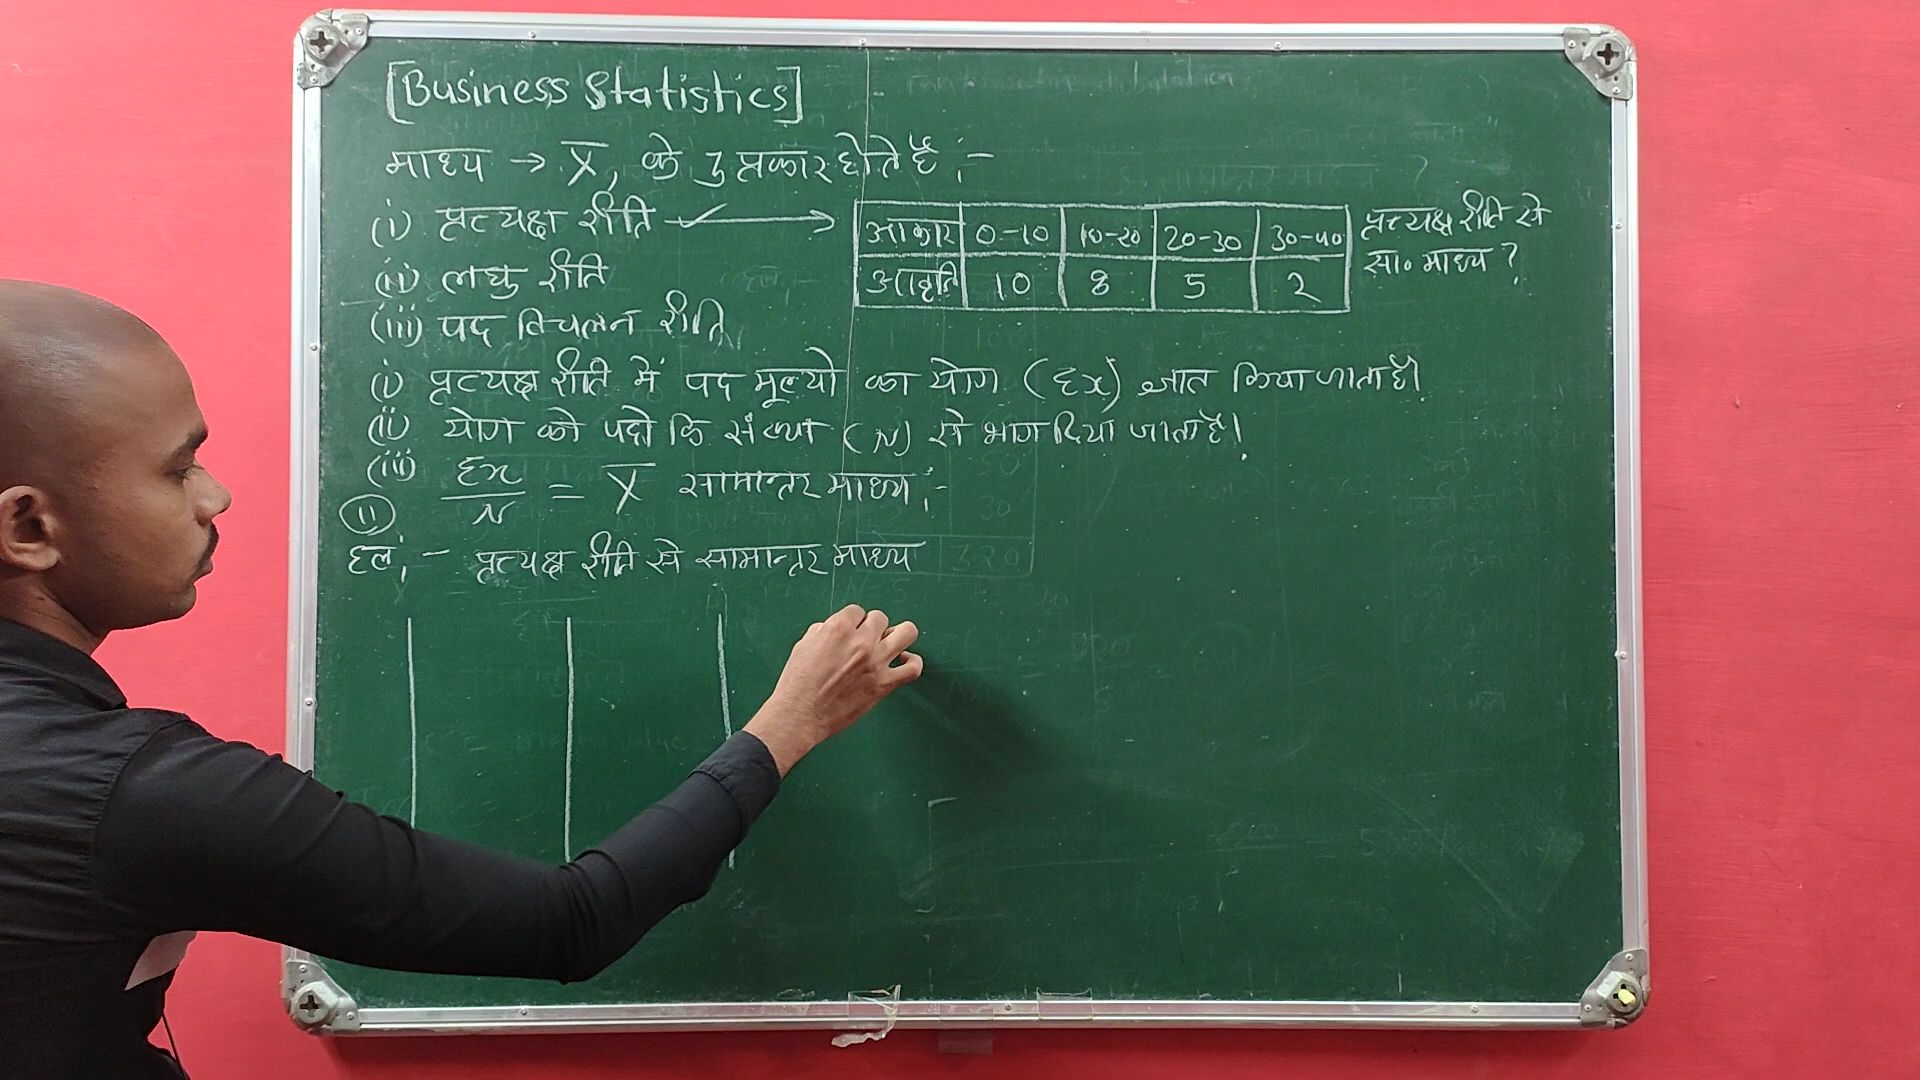 [Business Statistics]
माध्य → X̅, के 3 प्रकार होते है :-
(i) प्रत्यक्ष रीति ✓ →
(ii) लघु रीति
(iii) पद विचलन रीति
आकार 0-10 10-20 20-30 30-40
आवृति 10 8 5 2
प्रत्यक्ष रीति से
सा० माध्य ?
(i) प्रत्यक्ष रीति में पद मूल्यो का योग (Σx) ज्ञात किया जाता है।
(ii) योग को पदो कि संख्या (N) से भाग दिया जाता है।
(iii) Σx/N = X̅ सामान्तर माध्य :-
(11)
हल :- प्रत्यक्ष रीति से सामान्तर माध्य